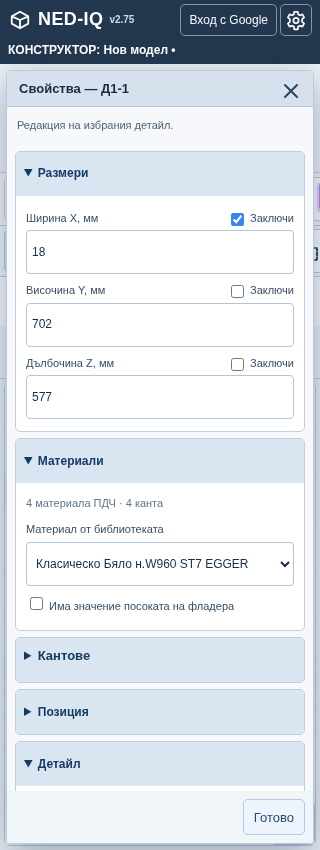 NED-IQ v2.75
Вход с Google
КОНСТРУКТОР: Нов модел •
Свойства — Д1-1
Редакция на избрания детайл.
Размери
Ширина X, мм Заключи
18
Височина Y, мм Заключи
702
Дълбочина Z, мм Заключи
577
Материали
4 материала ПДЧ · 4 канта
Материал от библиотеката
Класическо Бяло н.W960 ST7 EGGER
Има значение посоката на фладера
Кантове
Позиция
Детайл
Готово